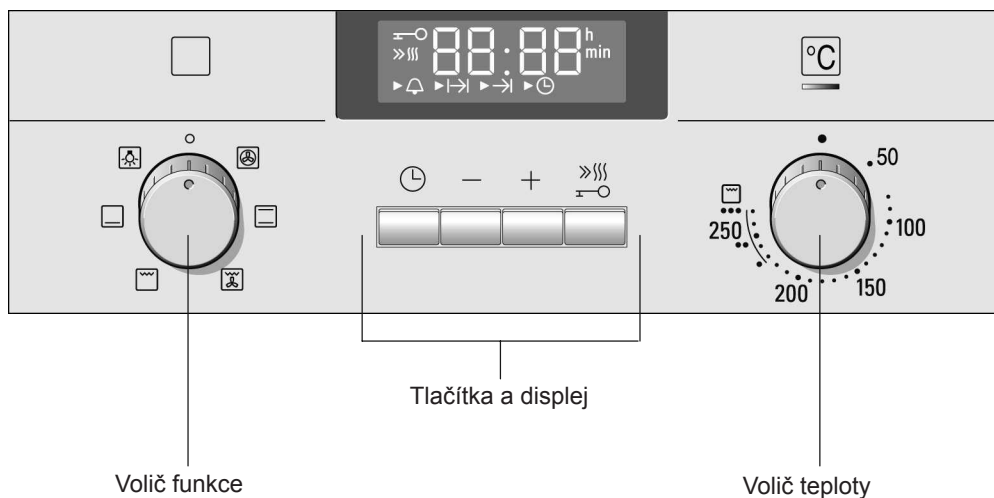 88:88 h
min
°C
50
100
150
200
250
Tlačítka a displej
Volič funkce
Volič teploty